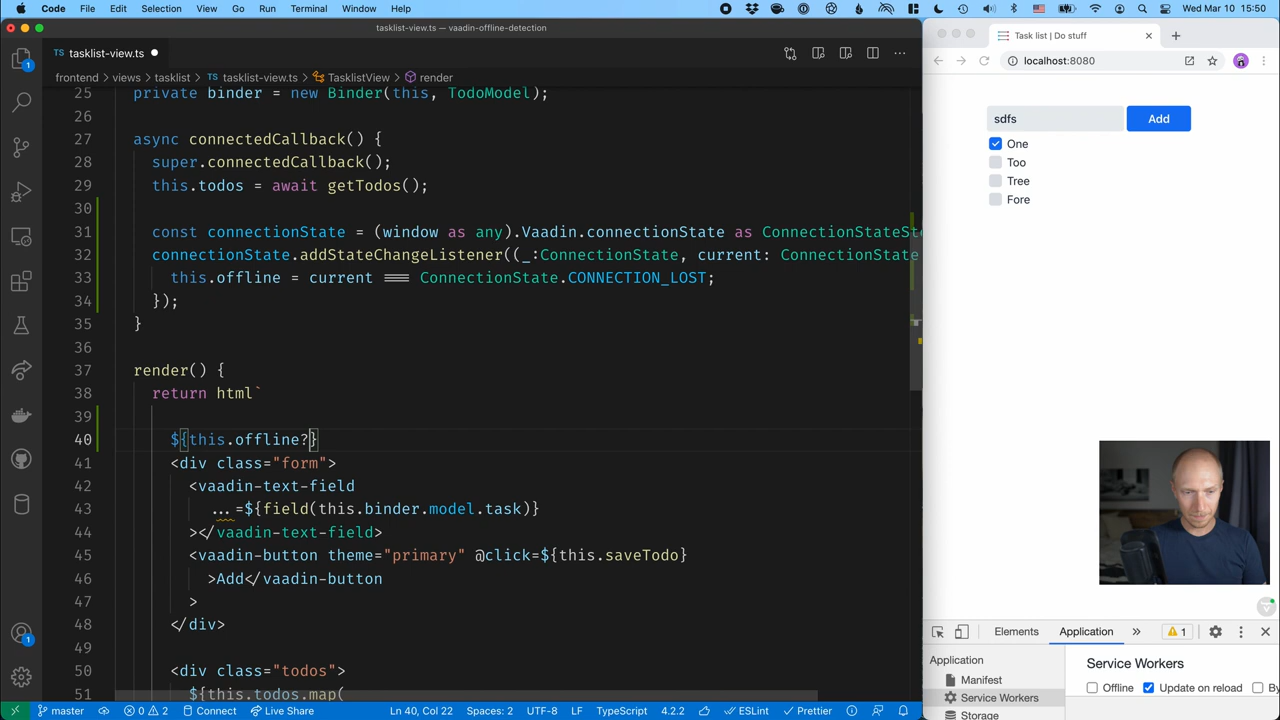 Code File Edit Selection View Go Run Terminal Window Help Wed Mar 10 15:50
tasklist-view.ts — vaadin-offline-detection
tasklist-view.ts
frontend > views > tasklist > tasklist-view.ts > TasklistView > render
25 private binder = new Binder(this, TodoModel);
26
27 async connectedCallback() {
28 super.connectedCallback();
29 this.todos = await getTodos();
30
31 const connectionState = (window as any).Vaadin.connectionState as ConnectionStateSt
32 connectionState.addStateChangeListener((_:ConnectionState, current: ConnectionState
33 this.offline = current === ConnectionState.CONNECTION_LOST;
34 });
35 }
36
37 render() {
38 return html`
39
40 ${this.offline?}
41 <div class="form">
42 <vaadin-text-field
43 ...=${field(this.binder.model.task)}
44 ></vaadin-text-field>
45 <vaadin-button theme="primary" @click=${this.saveTodo}
46 >Add</vaadin-button
47 >
48 </div>
49
50 <div class="todos">
51 ${this.todos.map(
1
1
master 0 2 Connect Live Share Ln 40, Col 22 Spaces: 2 UTF-8 LF TypeScript 4.2.2 ESLint Prettier
Task list | Do stuff
localhost:8080
sdfs Add
One
Too
Tree
Fore
Elements Application » 1
Application
Manifest
Service Workers
Storage
Service Workers
Offline Update on reload By